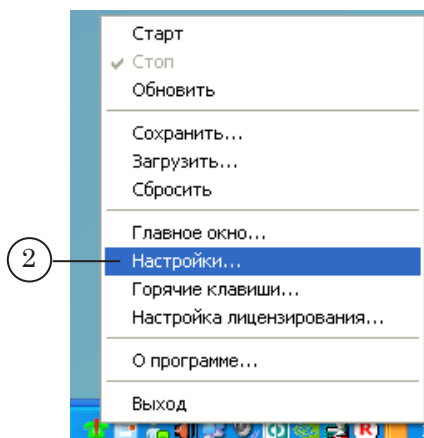 Старт
Стоп
Обновить
Сохранить...
Загрузить...
Сбросить
Главное окно...
2
Настройки...
Горячие клавиши...
Настройка лицензирования...
О программе...
Выход
R